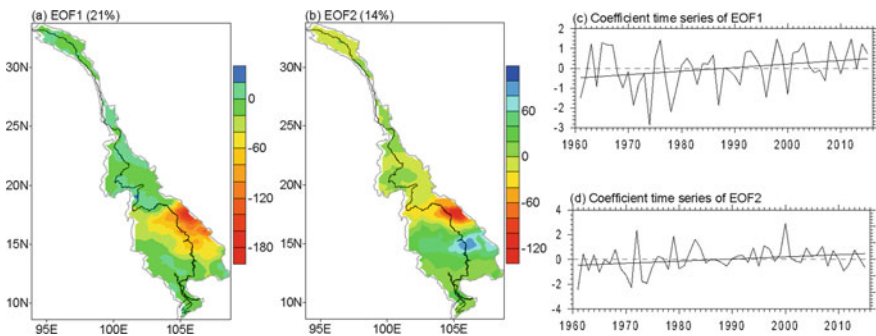 (a) EOF1 (21%)
30N
25N
20N
15N
10N
95E 100E 105E
0
-60
-120
-180
(b) EOF2 (14%)
30N
25N
20N
15N
10N
95E 100E 105E
60
0
-60
-120
(c) Coefficient time series of EOF1
2
1
0
-1
-2
-3
1960 1970 1980 1990 2000 2010
(d) Coefficient time series of EOF2
4
2
0
-2
-4
1960 1970 1980 1990 2000 2010